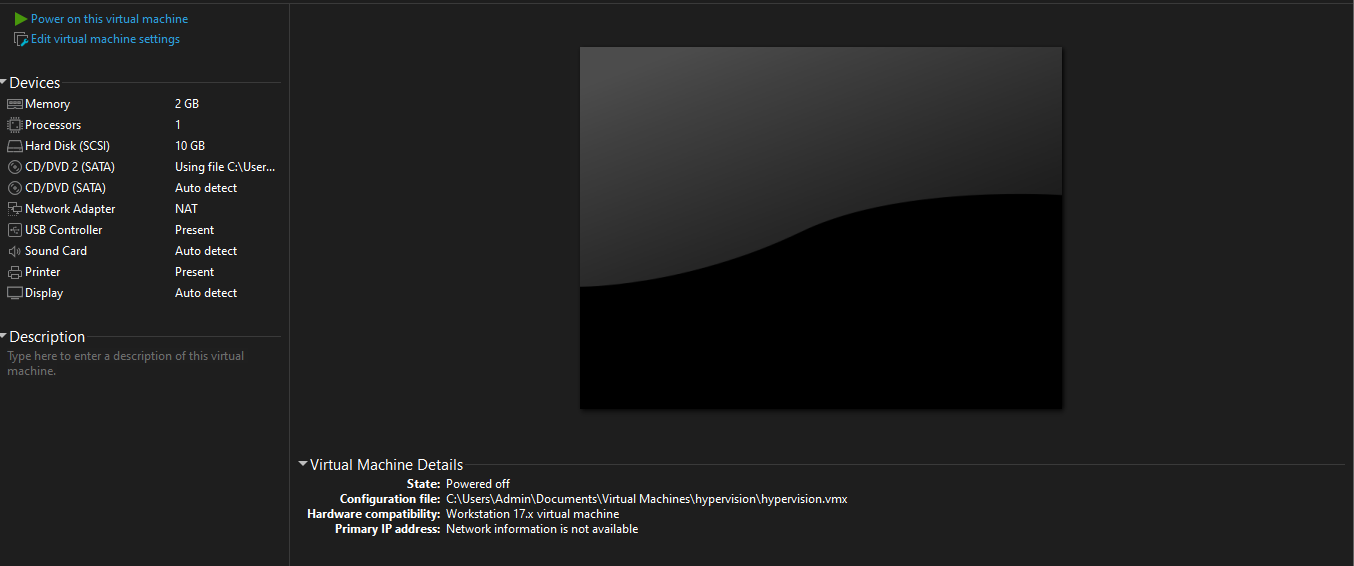 Power on this virtual machine
Edit virtual machine settings
Devices
Memory 2 GB
Processors 1
Hard Disk (SCSI) 10 GB
CD/DVD 2 (SATA) Using file C:\User...
CD/DVD (SATA) Auto detect
Network Adapter NAT
USB Controller Present
Sound Card Auto detect
Printer Present
Display Auto detect
Description
Type here to enter a description of this virtual
machine.
Virtual Machine Details
State: Powered off
Configuration file: C:\Users\Admin\Documents\Virtual Machines\hypervision\hypervision.vmx
Hardware compatibility: Workstation 17.x virtual machine
Primary IP address: Network information is not available